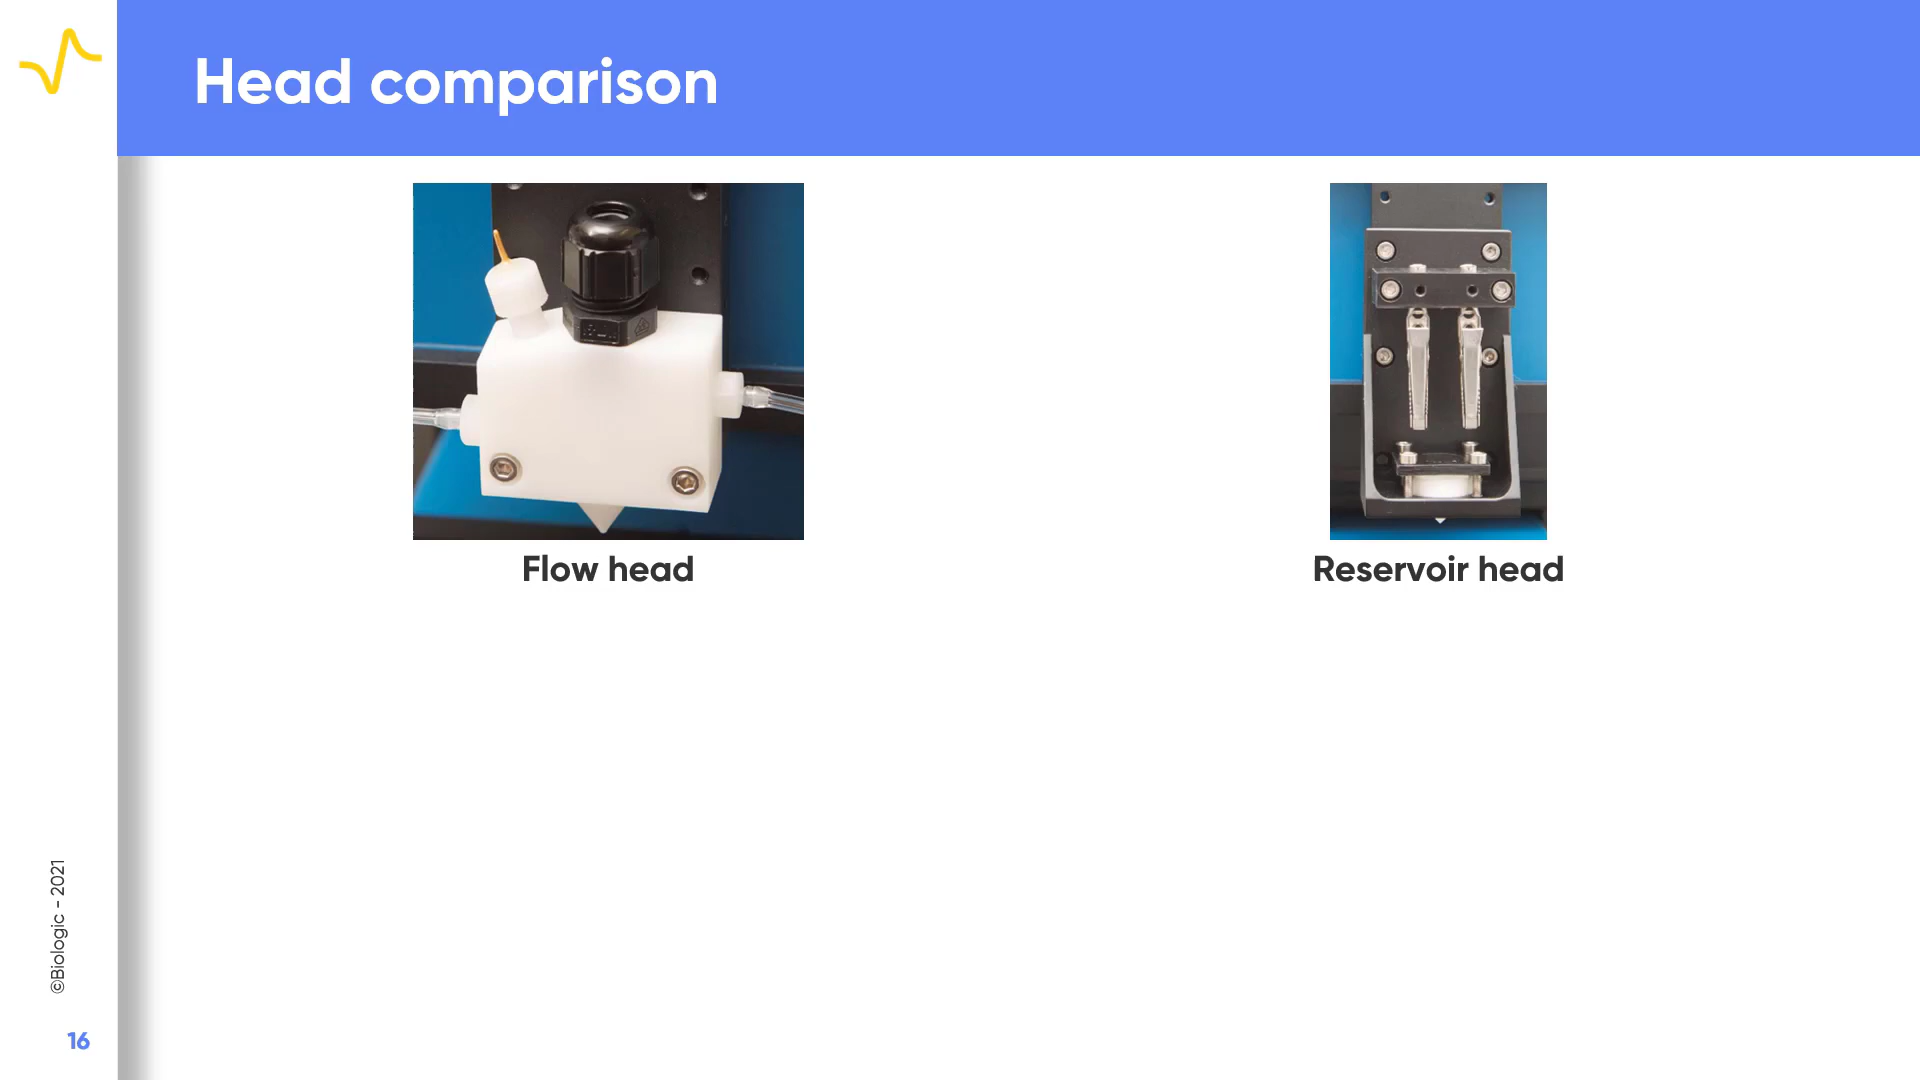 Head comparison
Flow head
Reservoir head
©Biologic - 2021
16